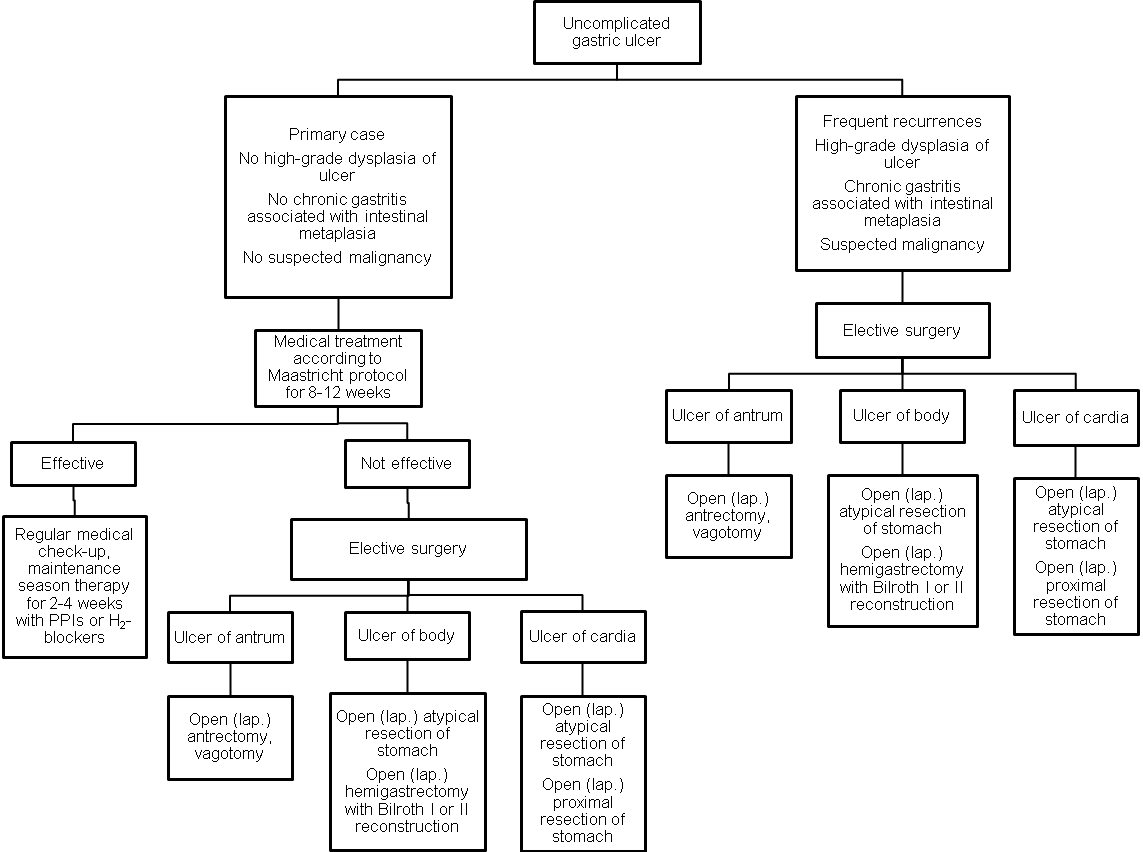 Uncomplicated
gastric ulcer
Primary case
No high-grade dysplasia of
ulcer
No chronic gastritis
associated with intestinal
metaplasia
No suspected malignancy
Frequent recurrences
High-grade dysplasia of
ulcer
Chronic gastritis
associated with intestinal
metaplasia
Suspected malignancy
Medical treatment
according to
Maastricht protocol
for 8-12 weeks
Elective surgery
Effective
Not effective
Ulcer of antrum
Ulcer of body
Ulcer of cardia
Regular medical
check-up,
maintenance
season therapy
for 2-4 weeks
with PPIs or H₂-
blockers
Elective surgery
Open (lap.)
antrectomy,
vagotomy
Open (lap.)
atypical resection
of stomach
Open (lap.)
hemigastrectomy
with Bilroth I or II
reconstruction
Open (lap.)
atypical
resection of
stomach
Open (lap.)
proximal
resection of
stomach
Ulcer of antrum
Ulcer of body
Ulcer of cardia
Open (lap.)
antrectomy,
vagotomy
Open (lap.) atypical
resection of
stomach
Open (lap.)
hemigastrectomy
with Bilroth I or II
reconstruction
Open (lap.)
atypical
resection of
stomach
Open (lap.)
proximal
resection of
stomach